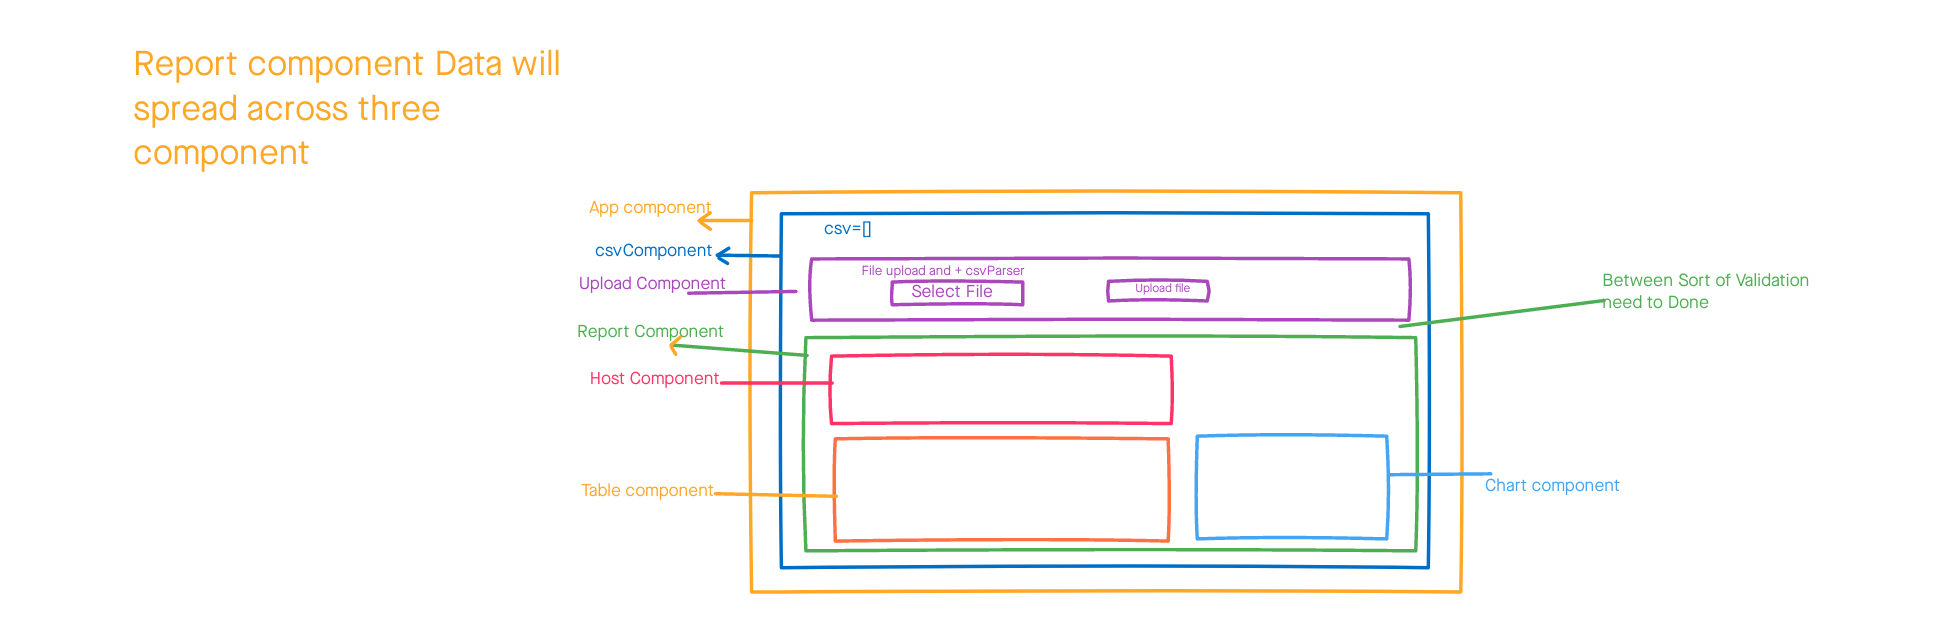 Report component Data will
spread across three
component
App component
csv=[]
csvComponent
File upload and + csvParser
Upload Component
Select File
Upload file
Between Sort of Validation
need to Done
Report Component
Host Component
Table component
Chart component